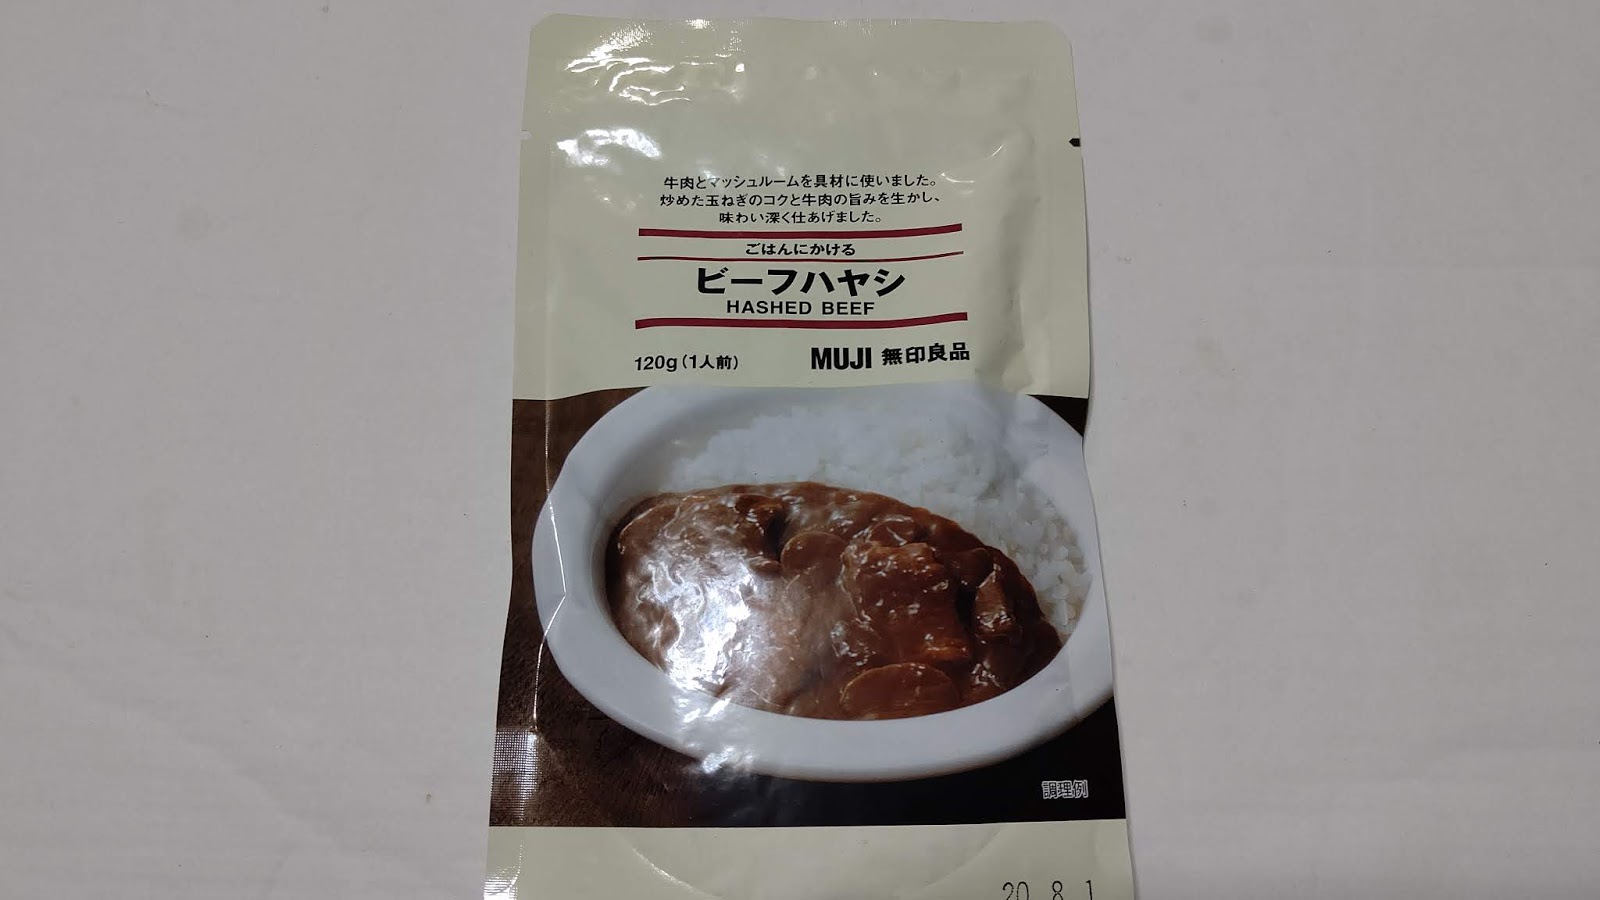 牛肉とマッシュルームを具材に使いました。
炒めた玉ねぎのコクと牛肉の旨みを生かし、
味わい深く仕あげました。
ごはんにかける
ビーフハヤシ
HASHED BEEF
120g(1人前) MUJI 無印良品
調理例
20 8 1